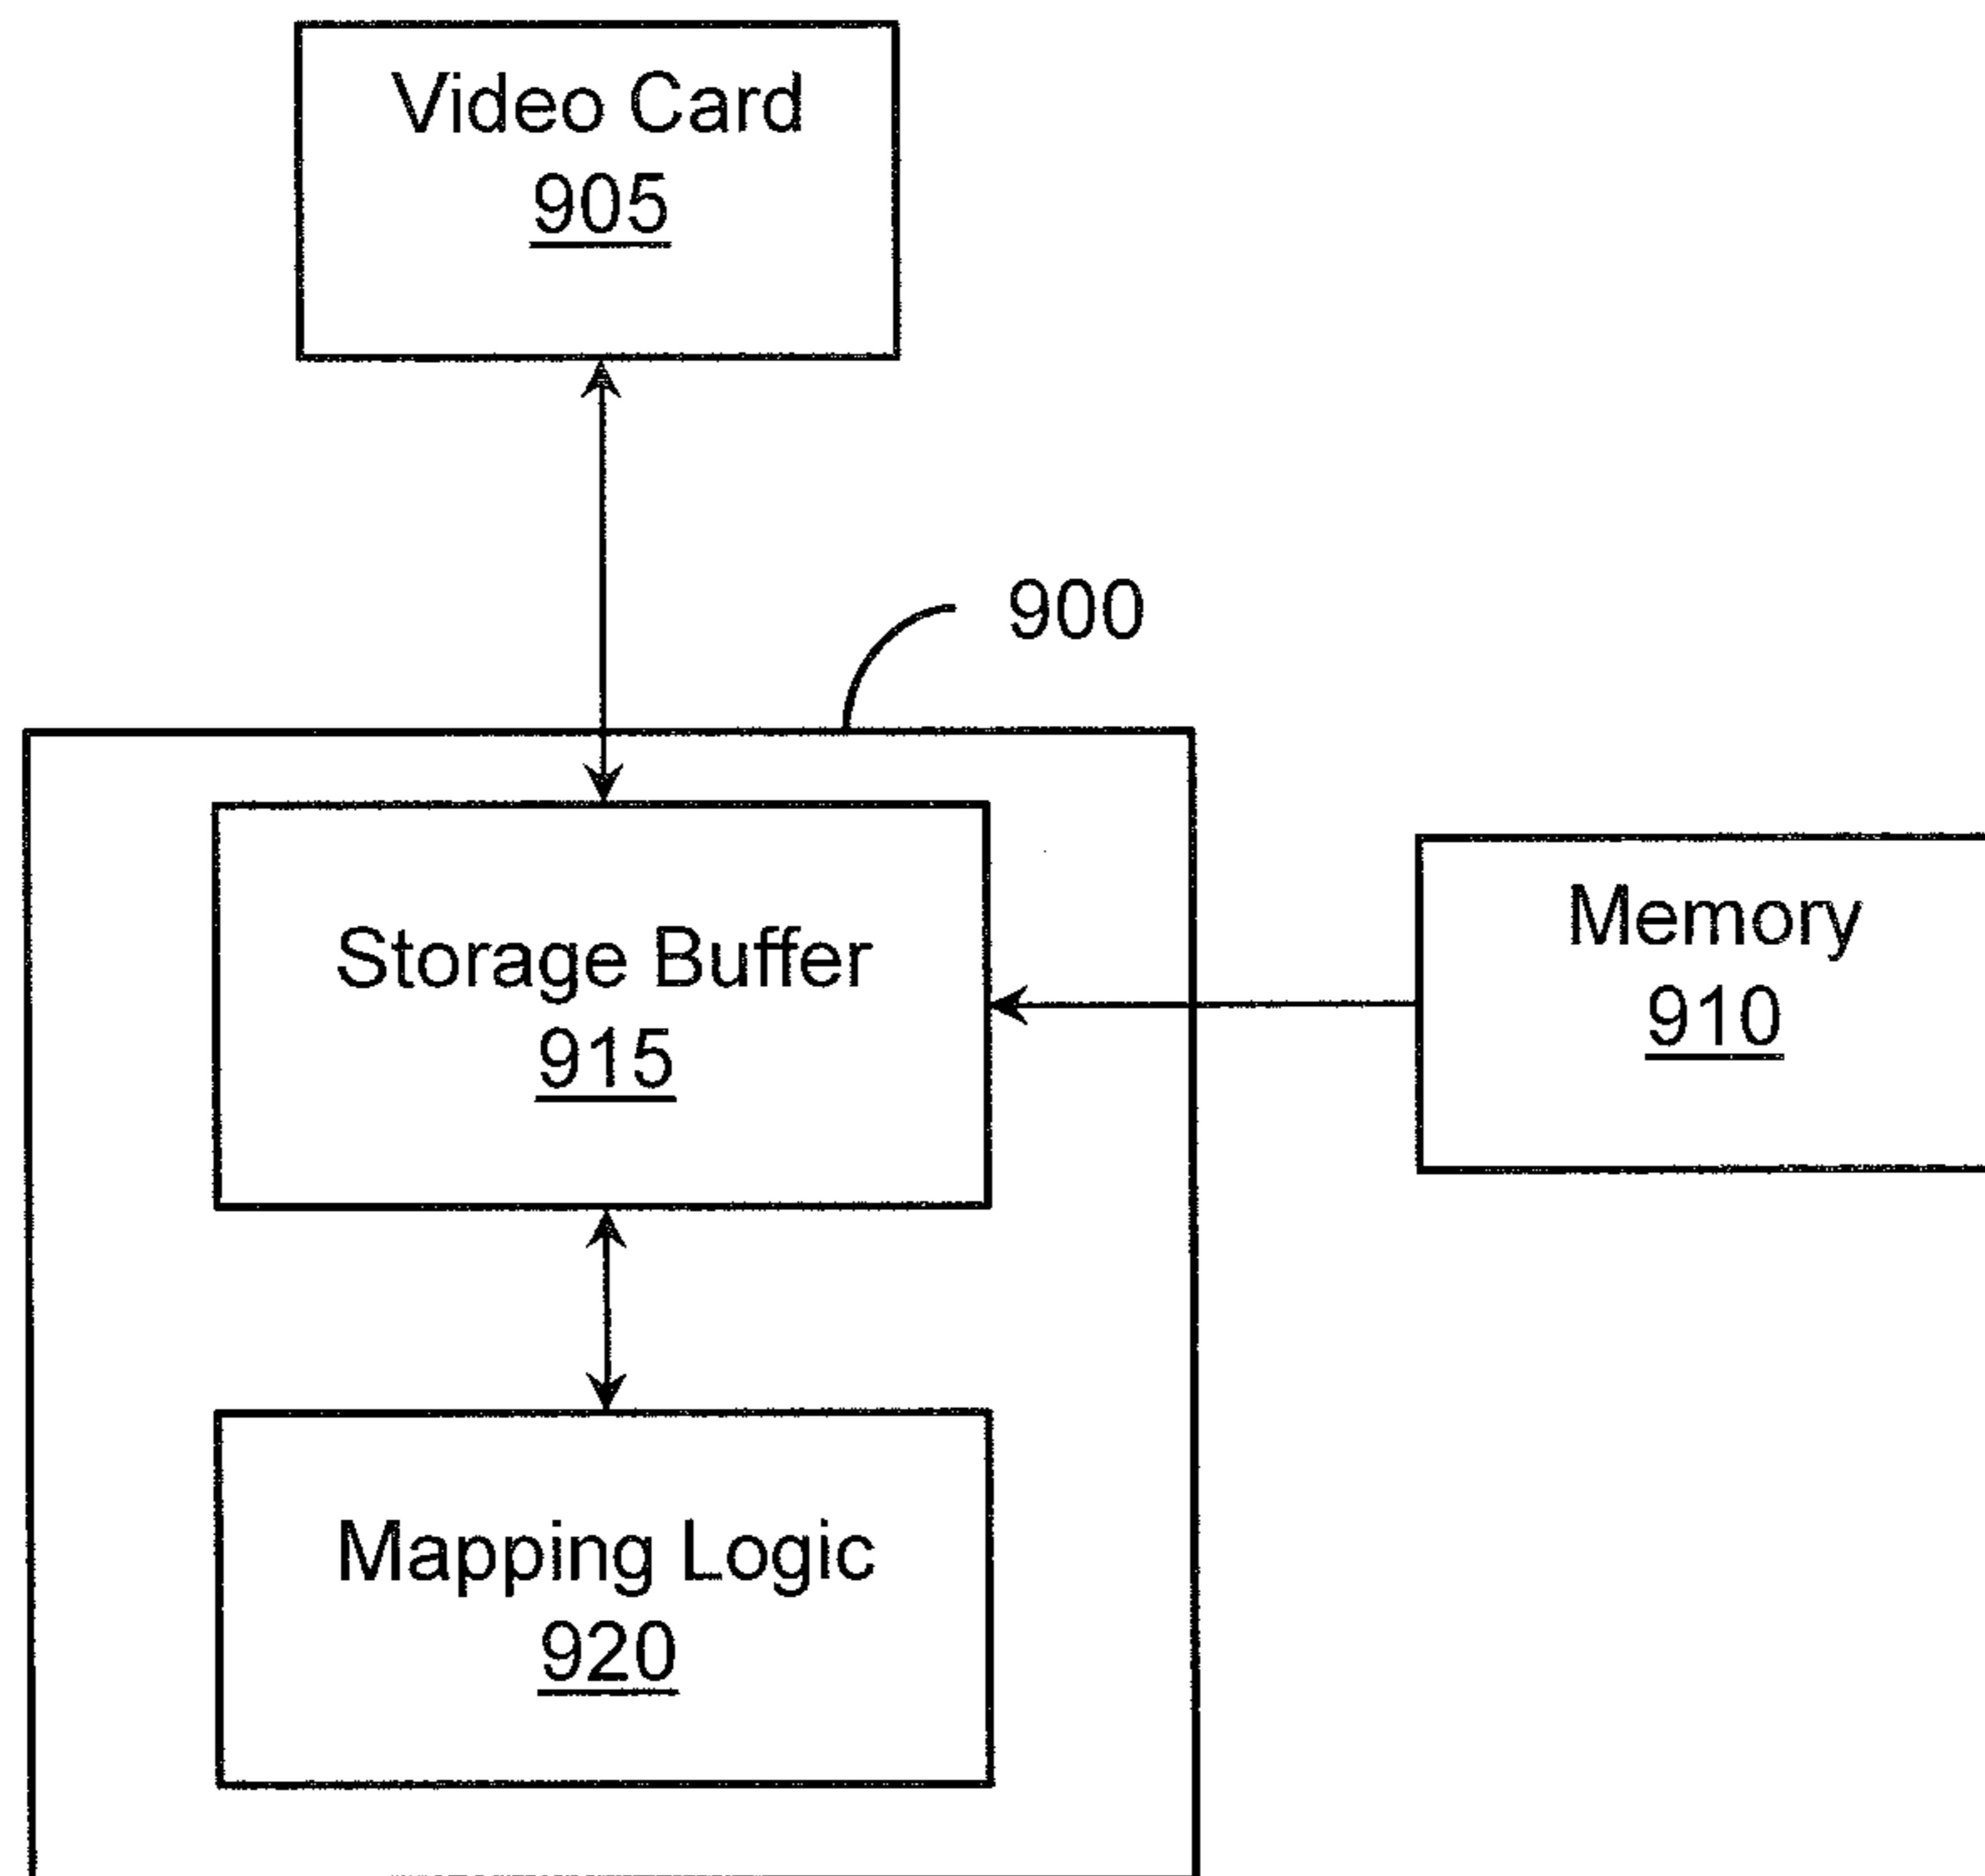 Video Card
905
900
Storage Buffer
915
Memory
910
Mapping Logic
920